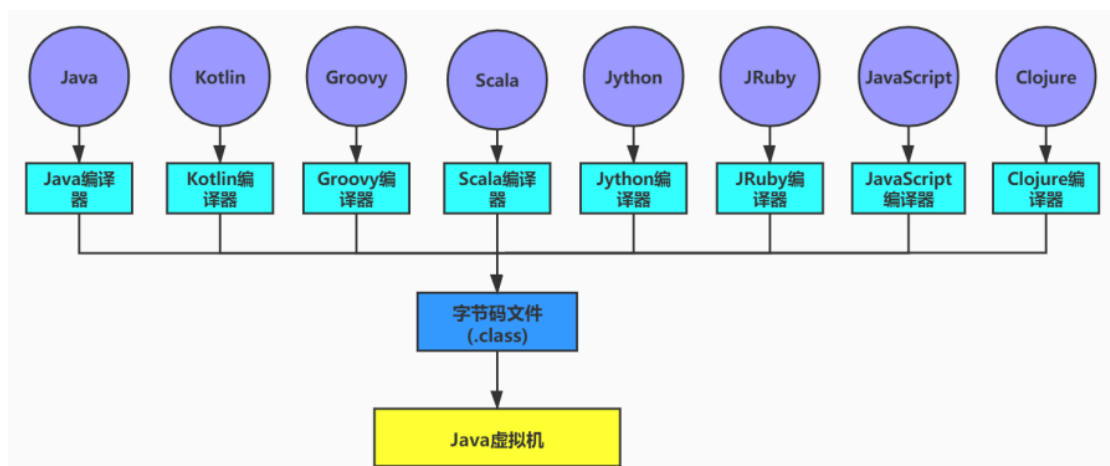 Java
Kotlin
Groovy
Scala
Jython
JRuby
JavaScript
Clojure
Java编译
器
Kotlin编
译器
Groovy编
译器
Scala编译
器
Jython编
译器
JRuby编
译器
JavaScript
编译器
Clojure编
译器
字节码文件
(.class)
Java虚拟机